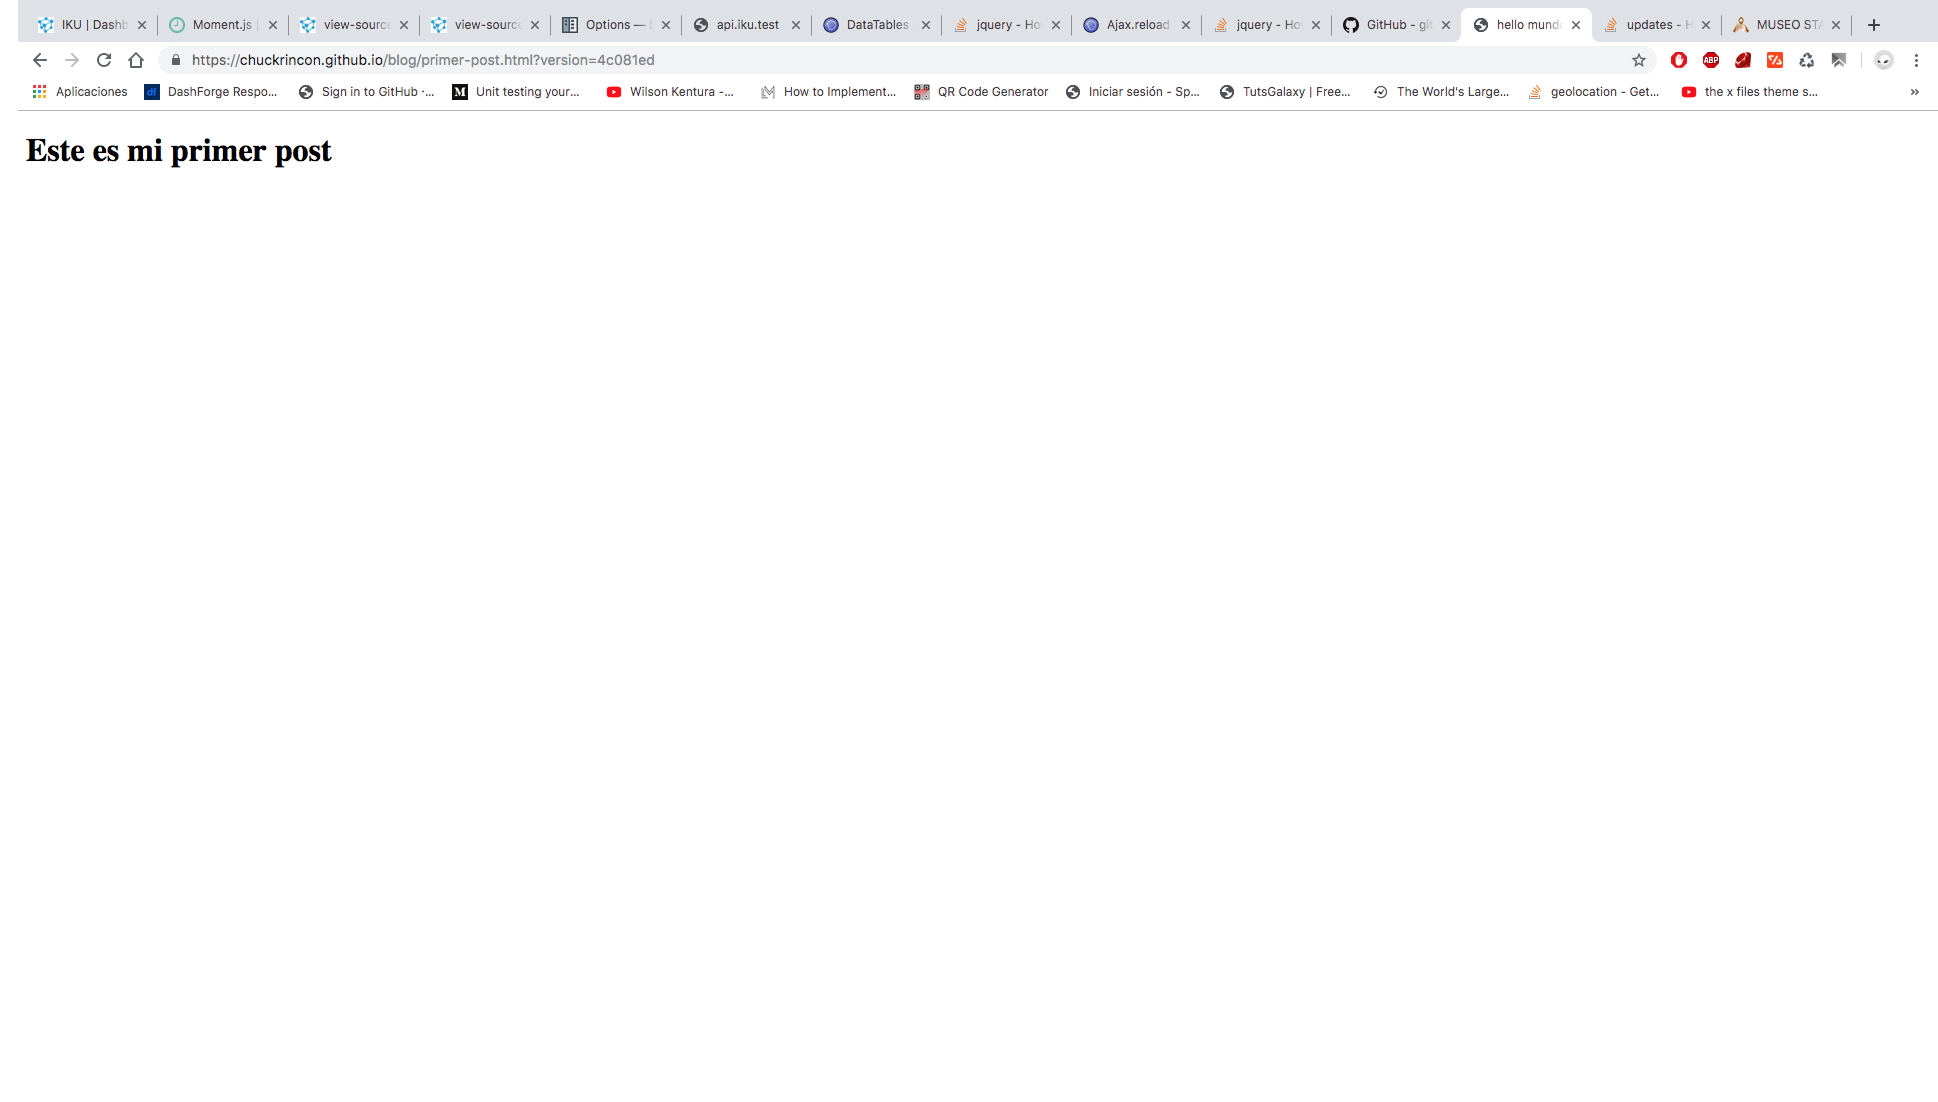 IKU | Dashb Moment.js | view-source view-source Options — api.iku.test DataTables jquery - Ho Ajax.reload jquery - Ho GitHub - git hello mundo updates - H MUSEO STA
https://chuckrincon.github.io/blog/primer-post.html?version=4c081ed
Aplicaciones DashForge Respo... Sign in to GitHub ·... Unit testing your... Wilson Kentura -... How to Implement... QR Code Generator Iniciar sesión - Sp... TutsGalaxy | Free... The World's Large... geolocation - Get... the x files theme s... »
Este es mi primer post